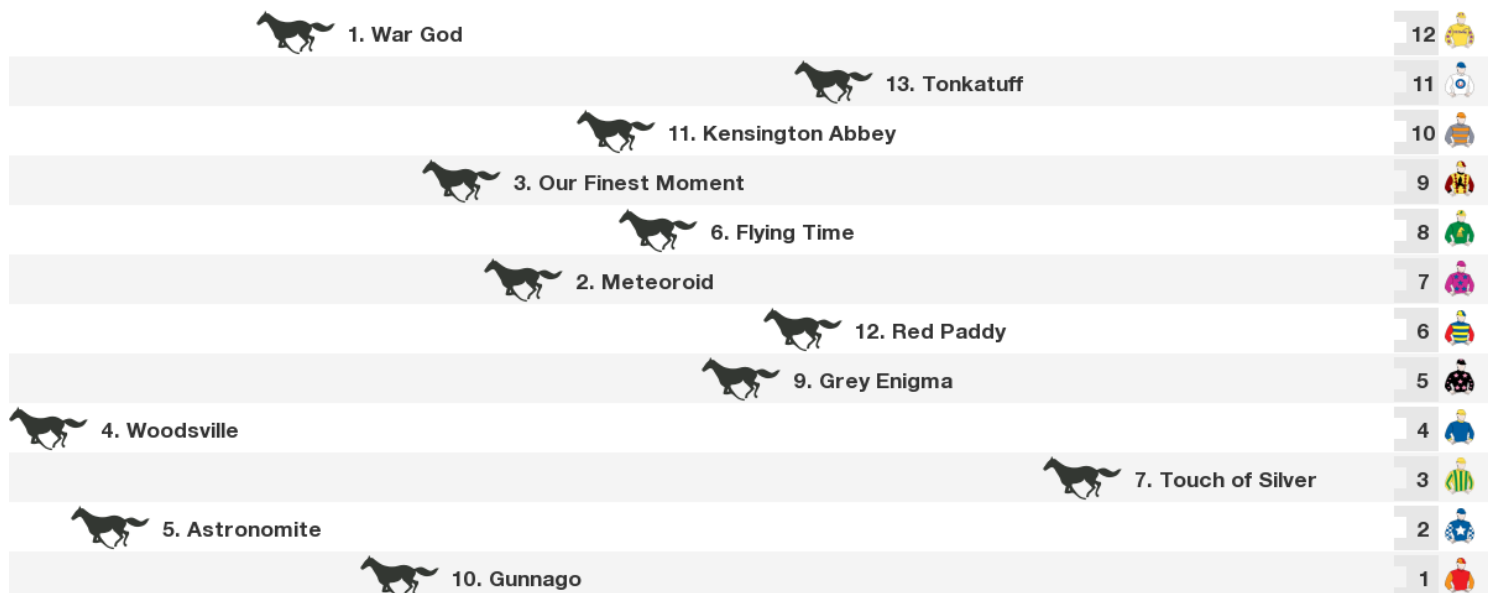 1. War God 12
13. Tonkatuff 11
11. Kensington Abbey 10
3. Our Finest Moment 9
6. Flying Time 8
2. Meteoroid 7
12. Red Paddy 6
9. Grey Enigma 5
4. Woodsville 4
7. Touch of Silver 3
5. Astronomite 2
10. Gunnago 1